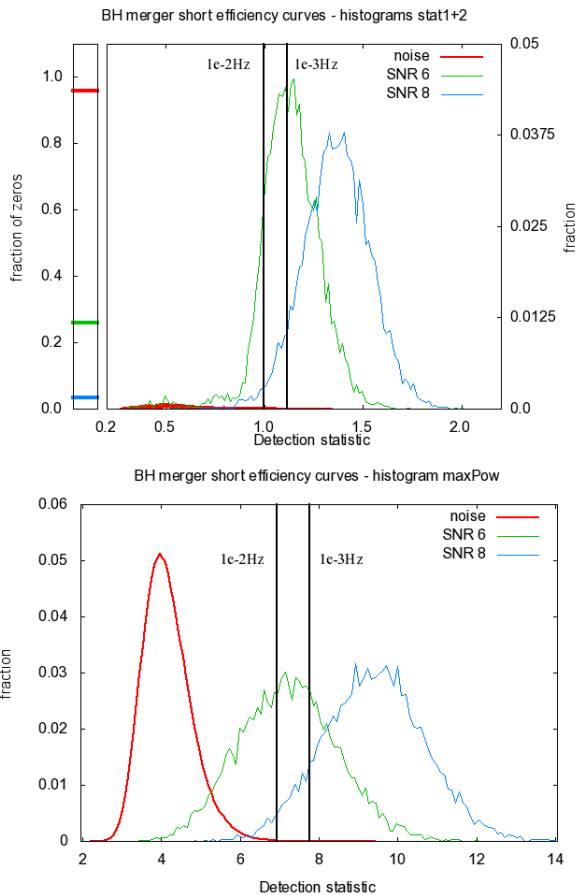 BH merger short efficiency curves - histograms stat1+2
1.0
0.8
0.6
0.4
0.2
0.0
fraction of zeros
1e-2Hz
1e-3Hz
noise
SNR 6
SNR 8
0.05
0.0375
0.025
0.0125
0.0
fraction
0.2
0.5
1.0
1.5
2.0
Detection statistic
BH merger short efficiency curves - histogram maxPow
0.06
0.05
0.04
0.03
0.02
0.01
0
fraction
1e-2Hz
1e-3Hz
noise
SNR 6
SNR 8
2
4
6
8
10
12
14
Detection statistic